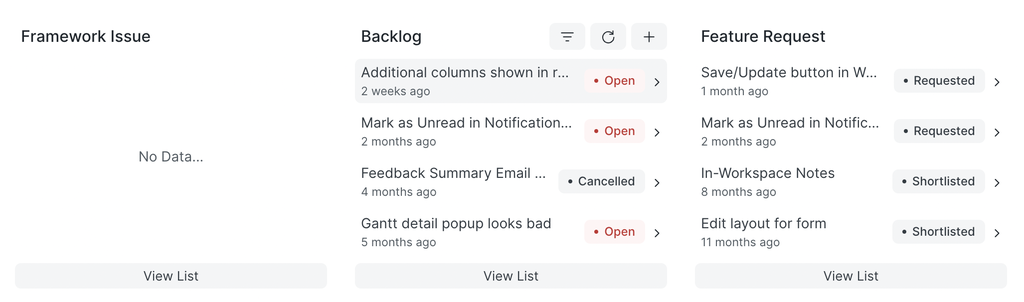 Framework Issue
No Data...
View List
Backlog
Additional columns shown in r...
Open
2 weeks ago
Mark as Unread in Notification...
Open
2 months ago
Feedback Summary Email ...
Cancelled
4 months ago
Gantt detail popup looks bad
Open
5 months ago
View List
Feature Request
Save/Update button in W...
Requested
1 month ago
Mark as Unread in Notific...
Requested
2 months ago
In-Workspace Notes
Shortlisted
8 months ago
Edit layout for form
Shortlisted
11 months ago
View List